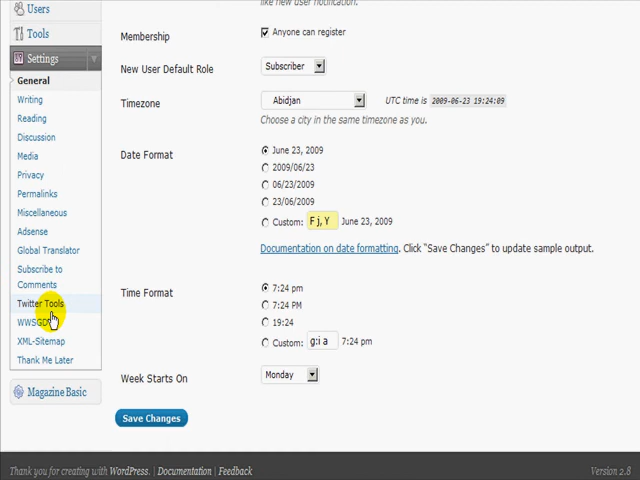 Users
like new user notification.
Tools
Membership
Anyone can register
Settings
New User Default Role
Subscriber
General
Writing
Timezone
Abidjan
UTC time is 2009-06-23 19:24:09
Reading
Choose a city in the same timezone as you.
Discussion
Media
Privacy
Permalinks
Miscellaneous
Adsense
Global Translator
Subscribe to
Comments
Twitter Tools
XML-Sitemap
Thank Me Later
Magazine Basic
Date Format
June 23, 2009
2009/06/23
06/23/2009
23/06/2009
Custom: F j, Y June 23, 2009
Documentation on date formatting. Click "Save Changes" to update sample output.
Time Format
7:24 pm
7:24 PM
19:24
Custom: g:i a 7:24 pm
Week Starts On
Monday
Save Changes
Thank you for creating with WordPress. | Documentation | Feedback
Version 2.8